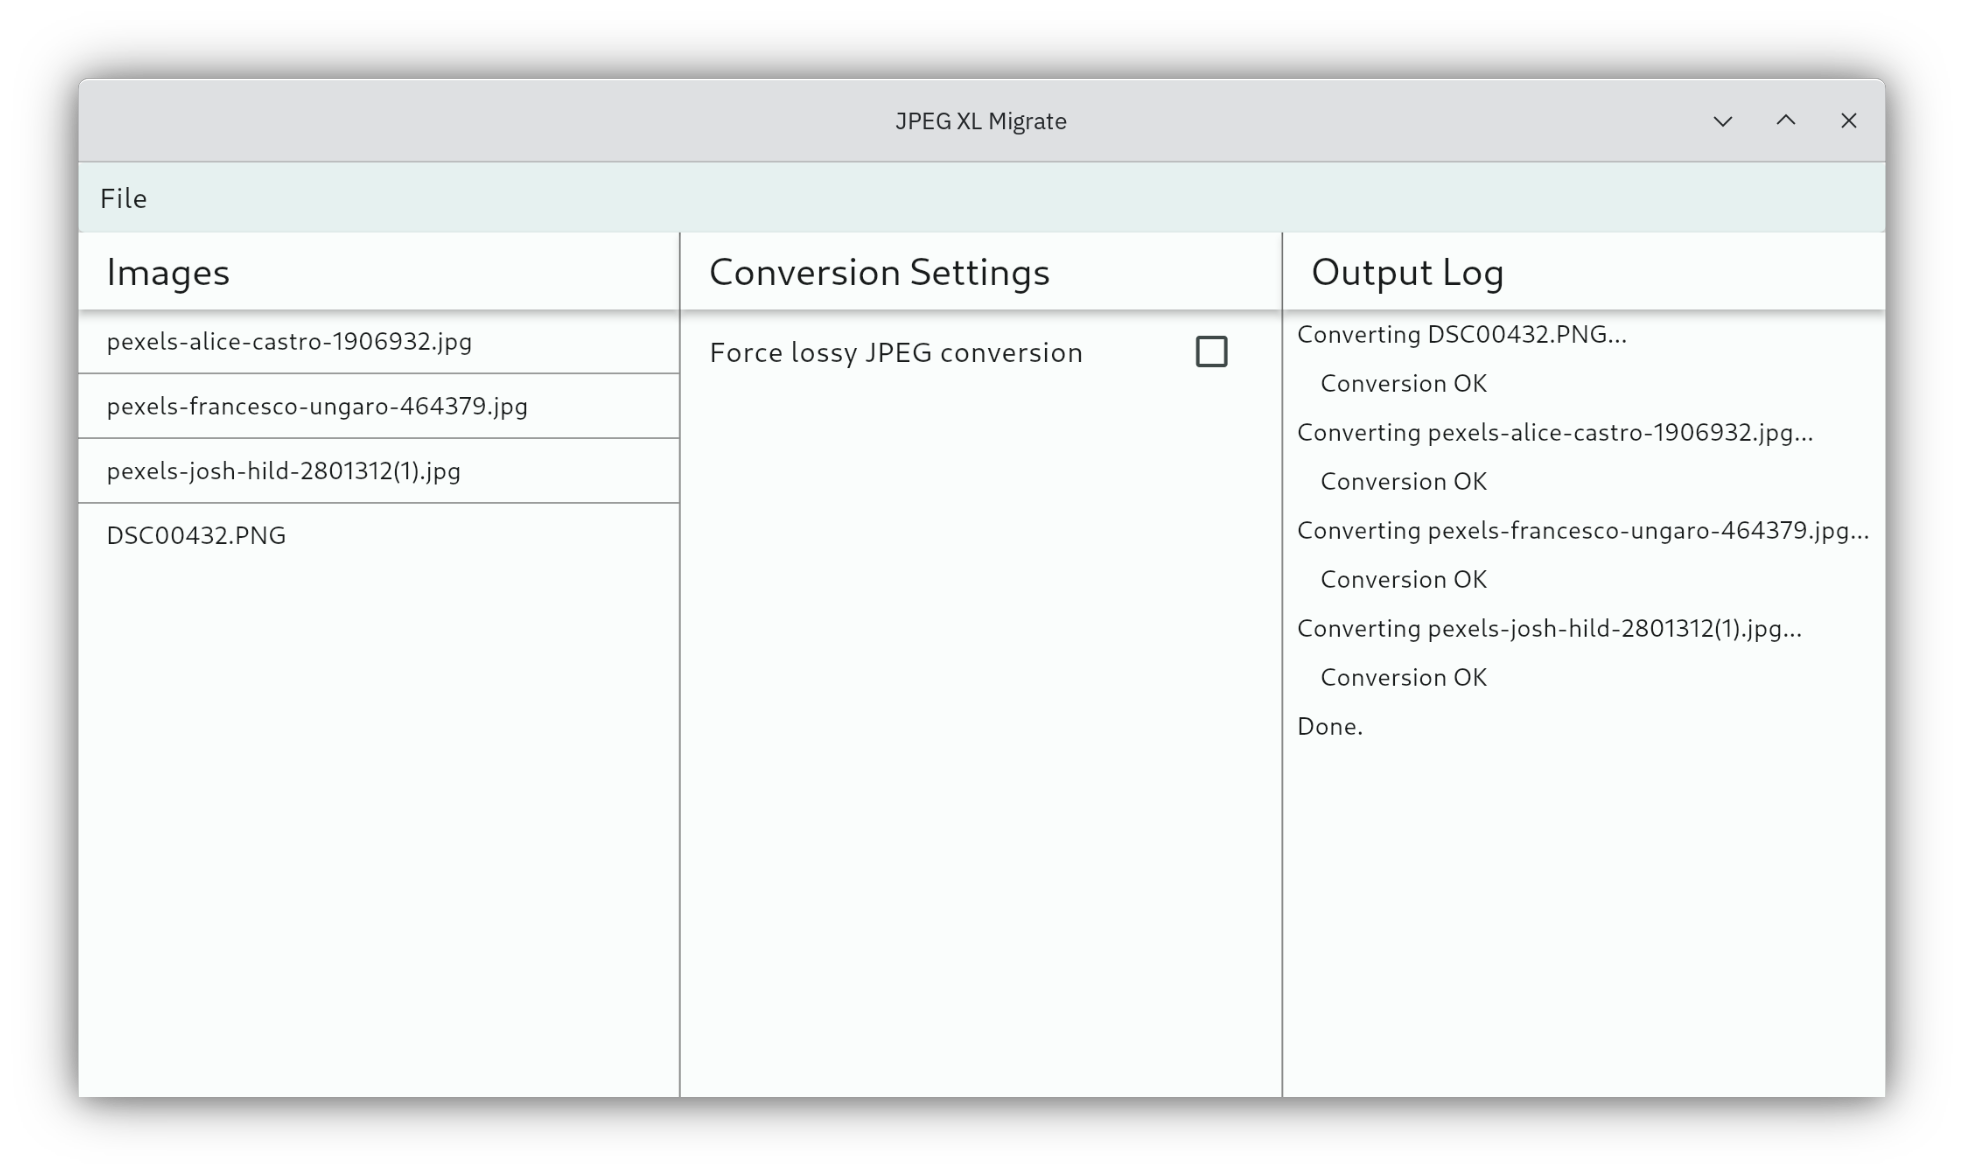 JPEG XL Migrate
File
Images
pexels-alice-castro-1906932.jpg
pexels-francesco-ungaro-464379.jpg
pexels-josh-hild-2801312(1).jpg
DSC00432.PNG
Conversion Settings
Force lossy JPEG conversion
Output Log
Converting DSC00432.PNG...
Conversion OK
Converting pexels-alice-castro-1906932.jpg...
Conversion OK
Converting pexels-francesco-ungaro-464379.jpg...
Conversion OK
Converting pexels-josh-hild-2801312(1).jpg...
Conversion OK
Done.